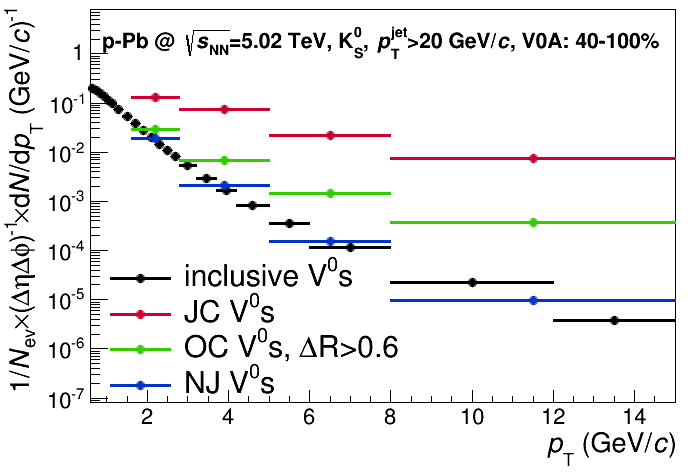 p-Pb @ √sNN=5.02 TeV, K0S, pTjet>20 GeV/c, V0A: 40-100%
1/Nev×(ΔηΔϕ)-1×dN/dpT (GeV/c)-1
1
10-1
10-2
10-3
10-4
10-5
10-6
10-7
inclusive V0s
JC V0s
OC V0s, ΔR>0.6
NJ V0s
2 4 6 8 10 12 14
pT (GeV/c)